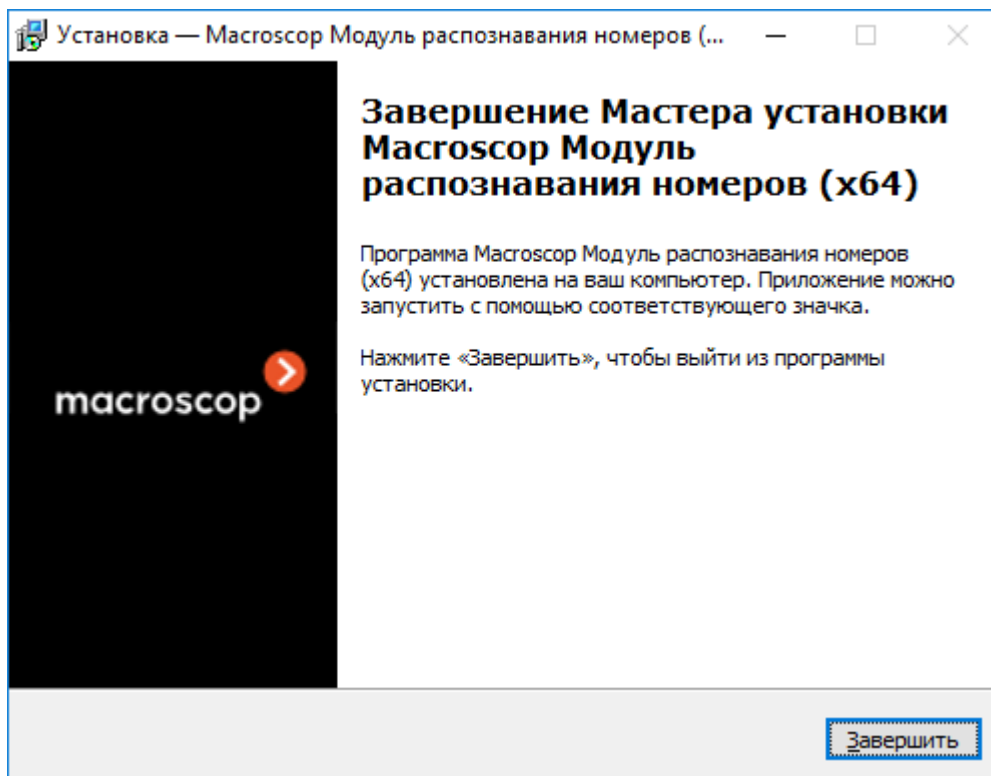 Установка — Macroscop Модуль распознавания номеров (...
Завершение Мастера установки
Macroscop Модуль
распознавания номеров (x64)
Программа Macroscop Модуль распознавания номеров
(x64) установлена на ваш компьютер. Приложение можно
запустить с помощью соответствующего значка.
Нажмите «Завершить», чтобы выйти из программы
установки.
macroscop
Завершить